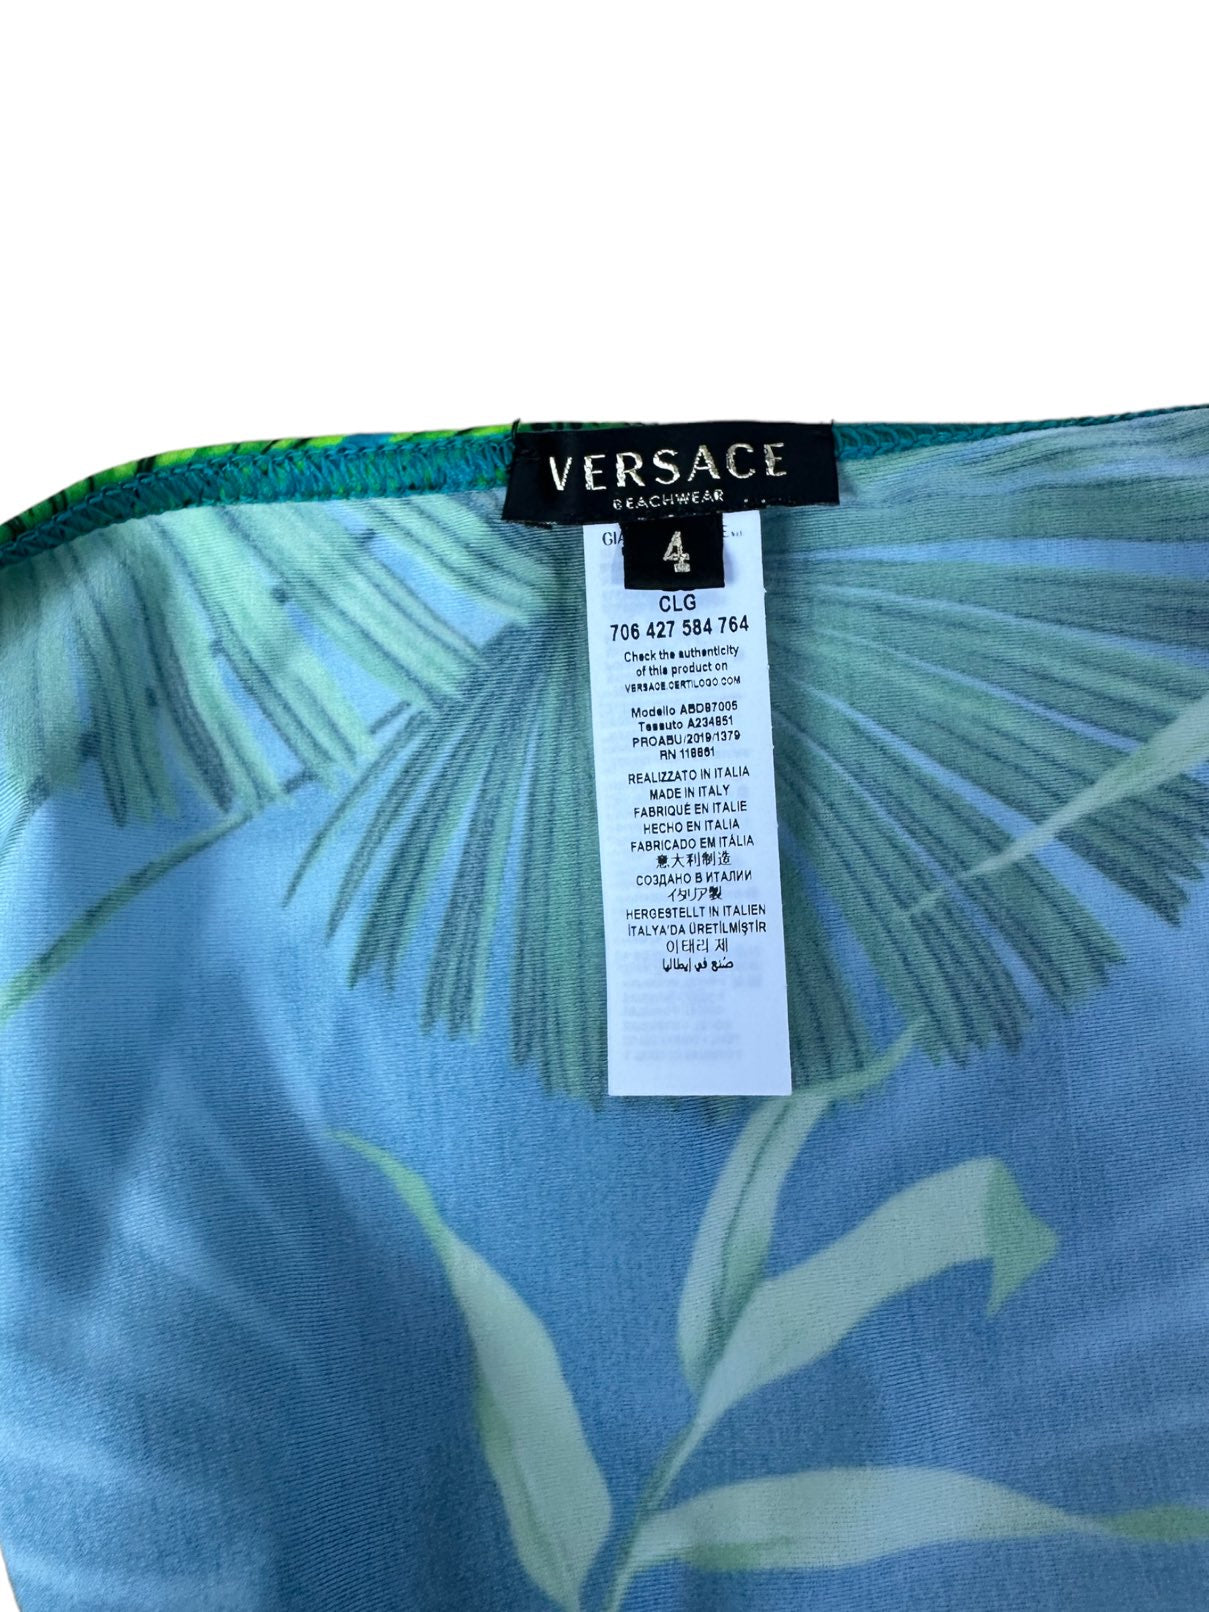 VERSACE
BEACHWEAR
4
CLG
706 427 584 764
Check the authenticity
of this product on
VERSACE.CERTILOGO.COM
Modello ABD97005
Tessuto A234851
PROABU/2019/1379
RN 118861
REALIZZATO IN ITALIA
MADE IN ITALY
FABRIQUÉ EN ITALIE
HECHO EN ITALIA
FABRICADO EM ITÁLIA
意大利制造
СОЗДАНО В ИТАЛИИ
イタリア製
HERGESTELLT IN ITALIEN
İTALYA'DA ÜRETİLMİŞTİR
이태리 제
صُنع في إيطاليا